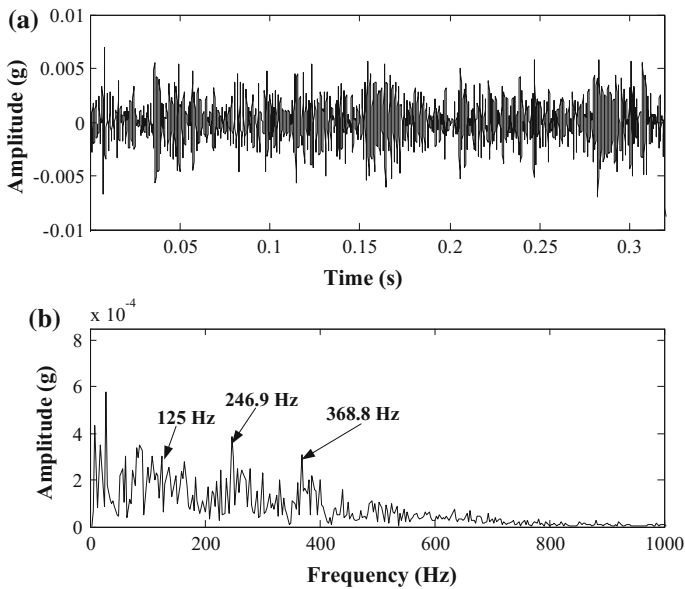 (a)
Amplitude (g)
0.01
0.005
0
-0.005
-0.01
0.05 0.1 0.15 0.2 0.25 0.3
Time (s)
(b)
x 10^-4
Amplitude (g)
8
6
4
2
0
125 Hz
246.9 Hz
368.8 Hz
0 200 400 600 800 1000
Frequency (Hz)